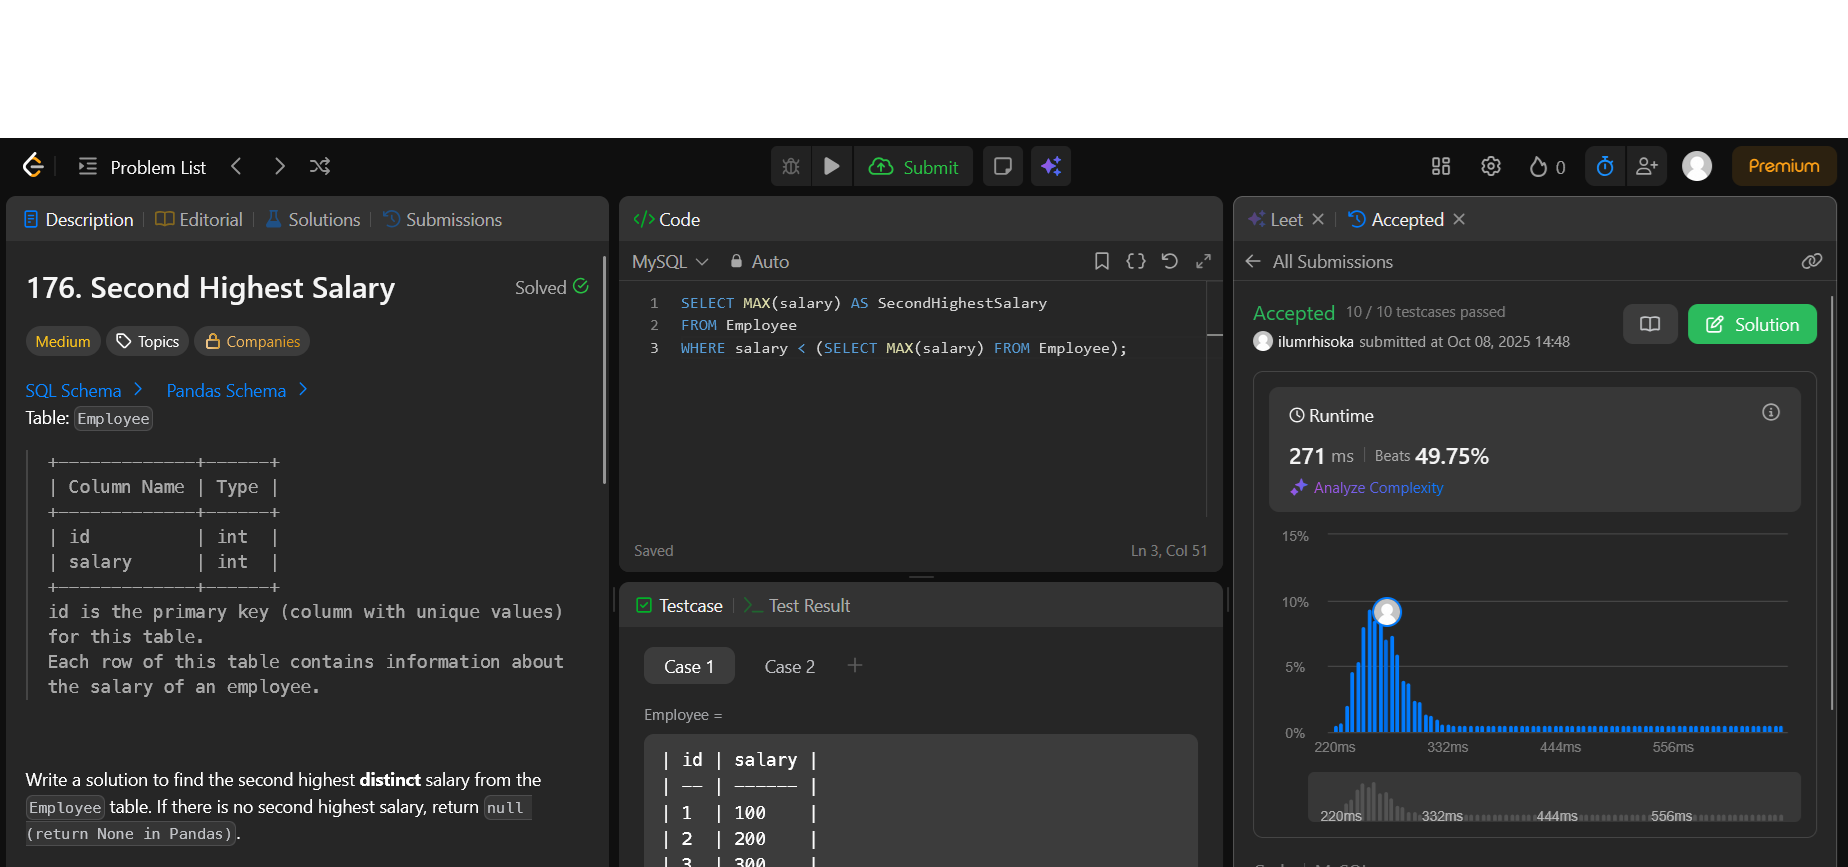 Problem List
Submit
0
Premium
Description
Editorial
Solutions
Submissions
176. Second Highest Salary
Solved
Medium
Topics
Companies
SQL Schema
Pandas Schema
Table: Employee
+-------------+------+
| Column Name | Type |
+-------------+------+
| id          | int  |
| salary      | int  |
+-------------+------+
id is the primary key (column with unique values)
for this table.
Each row of this table contains information about
the salary of an employee.
Write a solution to find the second highest distinct salary from the
Employee table. If there is no second highest salary, return null
(return None in Pandas).
</> Code
MySQL
Auto
1 SELECT MAX(salary) AS SecondHighestSalary
2 FROM Employee
3 WHERE salary < (SELECT MAX(salary) FROM Employee);
Saved
Ln 3, Col 51
Testcase
Test Result
Case 1
Case 2
Employee =
| id | salary |
| -- | ------ |
| 1  | 100    |
| 2  | 200    |
| 3  | 300    |
Leet
Accepted
All Submissions
Accepted 10 / 10 testcases passed
ilumrhisoka submitted at Oct 08, 2025 14:48
Solution
Runtime
271 ms
Beats 49.75%
Analyze Complexity
15%
10%
5%
0%
220ms
332ms
444ms
556ms
220ms
332ms
444ms
556ms